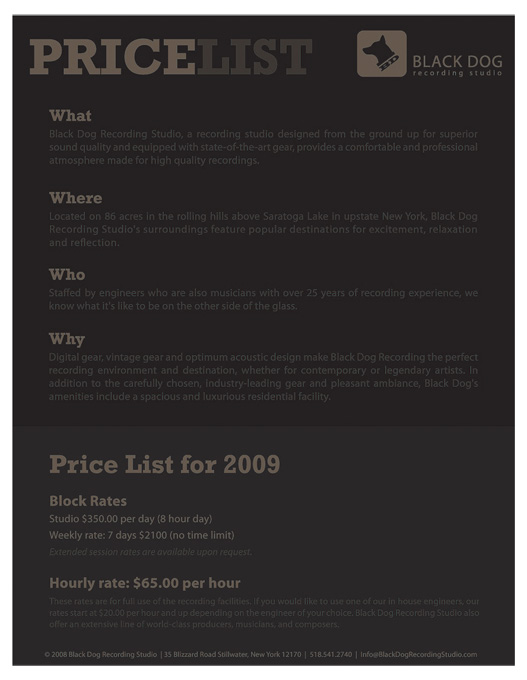 PRICELIST
BLACK DOG
recording studio
What
Black Dog Recording Studio, a recording studio designed from the ground up for superior
sound quality and equipped with state-of-the-art gear, provides a comfortable and professional
atmosphere made for high quality recordings.
Where
Located on 86 acres in the rolling hills above Saratoga Lake in upstate New York, Black Dog
Recording Studio's surroundings feature popular destinations for excitement, relaxation
and reflection.
Who
Staffed by engineers who are also musicians with over 25 years of recording experience, we
know what it's like to be on the other side of the glass.
Why
Digital gear, vintage gear and optimum acoustic design make Black Dog Recording the perfect
recording environment and destination, whether for contemporary or legendary artists. In
addition to the carefully chosen, industry-leading gear and pleasant ambiance, Black Dog's
amenities include a spacious and luxurious residential facility.
Price List for 2009
Block Rates
Studio $350.00 per day (8 hour day)
Weekly rate: 7 days $2100 (no time limit)
Extended session rates are available upon request.
Hourly rate: $65.00 per hour
These rates are for full use of the recording facilities. If you would like to use one of our in house engineers, our
rates start at $20.00 per hour and up depending on the engineer of your choice. Black Dog Recording Studio also
offer an extensive line of world-class producers, musicians, and composers.
© 2008 Black Dog Recording Studio | 35 Blizzard Road Stillwater, New York 12170 | 518.541.2740 | Info@BlackDogRecordingStudio.com